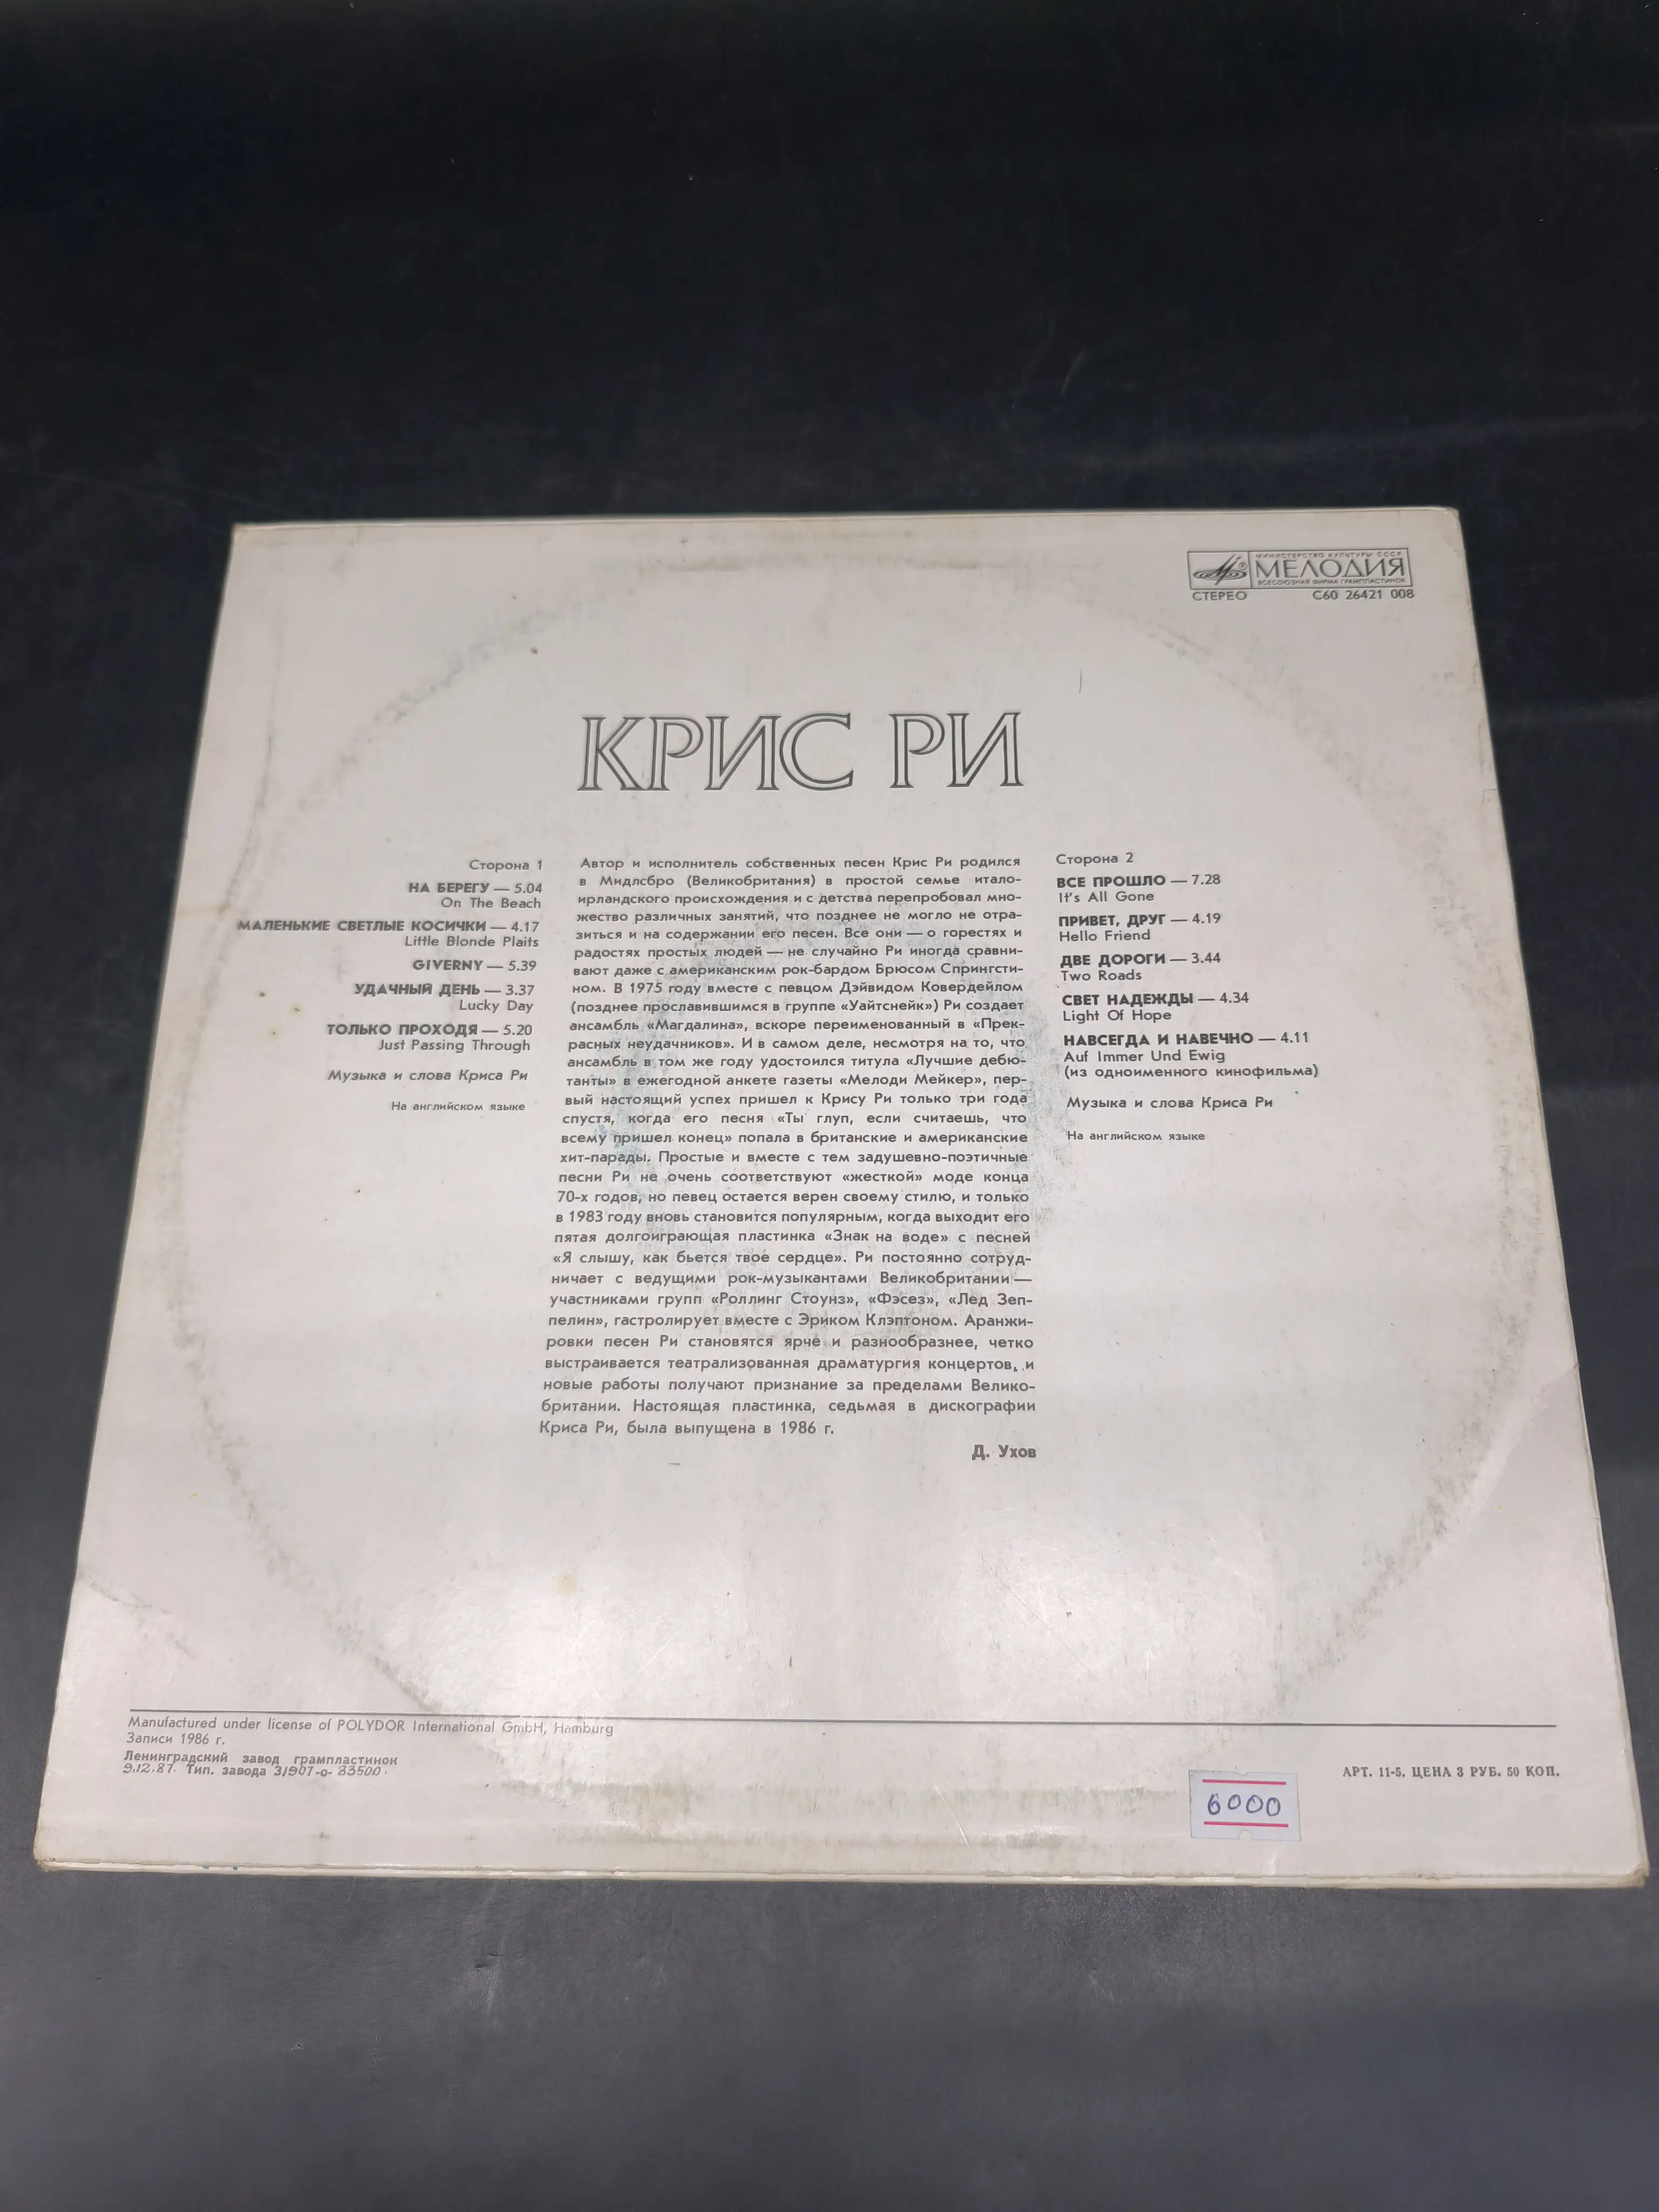 МИНИСТЕРСТВО КУЛЬТУРЫ СССР
МЕЛОДИЯ
ВСЕСОЮЗНАЯ ФИРМА ГРАМПЛАСТИНОК
СТЕРЕО С60 26421 008
КРИС РИ
Сторона 1
НА БЕРЕГУ — 5.04
On The Beach
МАЛЕНЬКИЕ СВЕТЛЫЕ КОСИЧКИ — 4.17
Little Blonde Plaits
GIVERNY — 5.39
УДАЧНЫЙ ДЕНЬ — 3.37
Lucky Day
ТОЛЬКО ПРОХОДЯ — 5.20
Just Passing Through
Музыка и слова Криса Ри
На английском языке
Автор и исполнитель собственных песен Крис Ри родился
в Мидлсбро (Великобритания) в простой семье итало-
ирландского происхождения и с детства перепробовал мно-
жество различных занятий, что позднее не могло не отра-
зиться и на содержании его песен. Все они — о горестях и
радостях простых людей — не случайно Ри иногда сравни-
вают даже с американским рок-бардом Брюсом Спрингсти-
ном. В 1975 году вместе с певцом Дэйвидом Ковердейлом
(позднее прославившимся в группе «Уайтснейк») Ри создает
ансамбль «Магдалина», вскоре переименованный в «Прек-
расных неудачников». И в самом деле, несмотря на то, что
ансамбль в том же году удостоился титула «Лучшие дебю-
танты» в ежегодной анкете газеты «Мелоди Мейкер», пер-
вый настоящий успех пришел к Крису Ри только три года
спустя, когда его песня «Ты глуп, если считаешь, что
всему пришел конец» попала в британские и американские
хит-парады. Простые и вместе с тем задушевно-поэтичные
песни Ри не очень соответствуют «жесткой» моде конца
70-х годов, но певец остается верен своему стилю, и только
в 1983 году вновь становится популярным, когда выходит его
пятая долгоиграющая пластинка «Знак на воде» с песней
«Я слышу, как бьется твое сердце». Ри постоянно сотруд-
ничает с ведущими рок-музыкантами Великобритании —
участниками групп «Роллинг Стоунз», «Фэсез», «Лед Зеп-
пелин», гастролирует вместе с Эриком Клэптоном. Аранжи-
ровки песен Ри становятся ярче и разнообразнее, четко
выстраивается театрализованная драматургия концертов, и
новые работы получают признание за пределами Велико-
британии. Настоящая пластинка, седьмая в дискографии
Криса Ри, была выпущена в 1986 г.
Д. Ухов
Сторона 2
ВСЕ ПРОШЛО — 7.28
It's All Gone
ПРИВЕТ, ДРУГ — 4.19
Hello Friend
ДВЕ ДОРОГИ — 3.44
Two Roads
СВЕТ НАДЕЖДЫ — 4.34
Light Of Hope
НАВСЕГДА И НАВЕЧНО — 4.11
Auf Immer Und Ewig
(из одноименного кинофильма)
Музыка и слова Криса Ри
На английском языке
Manufactured under license of POLYDOR International GmbH, Hamburg
Записи 1986 г.
Ленинградский завод грампластинок
9.12.87. Тип. завода З/907-0- 33500.
АРТ. 11-5. ЦЕНА 3 РУБ. 50 КОП.
6000